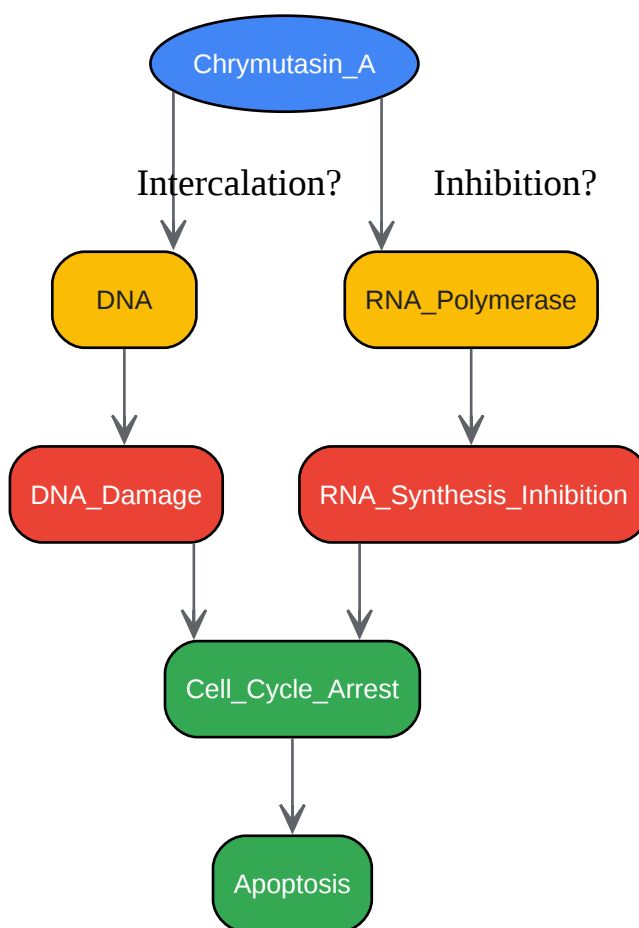 Chrymutasin_A
Intercalation?
Inhibition?
DNA
RNA_Polymerase
DNA_Damage
RNA_Synthesis_Inhibition
Cell_Cycle_Arrest
Apoptosis